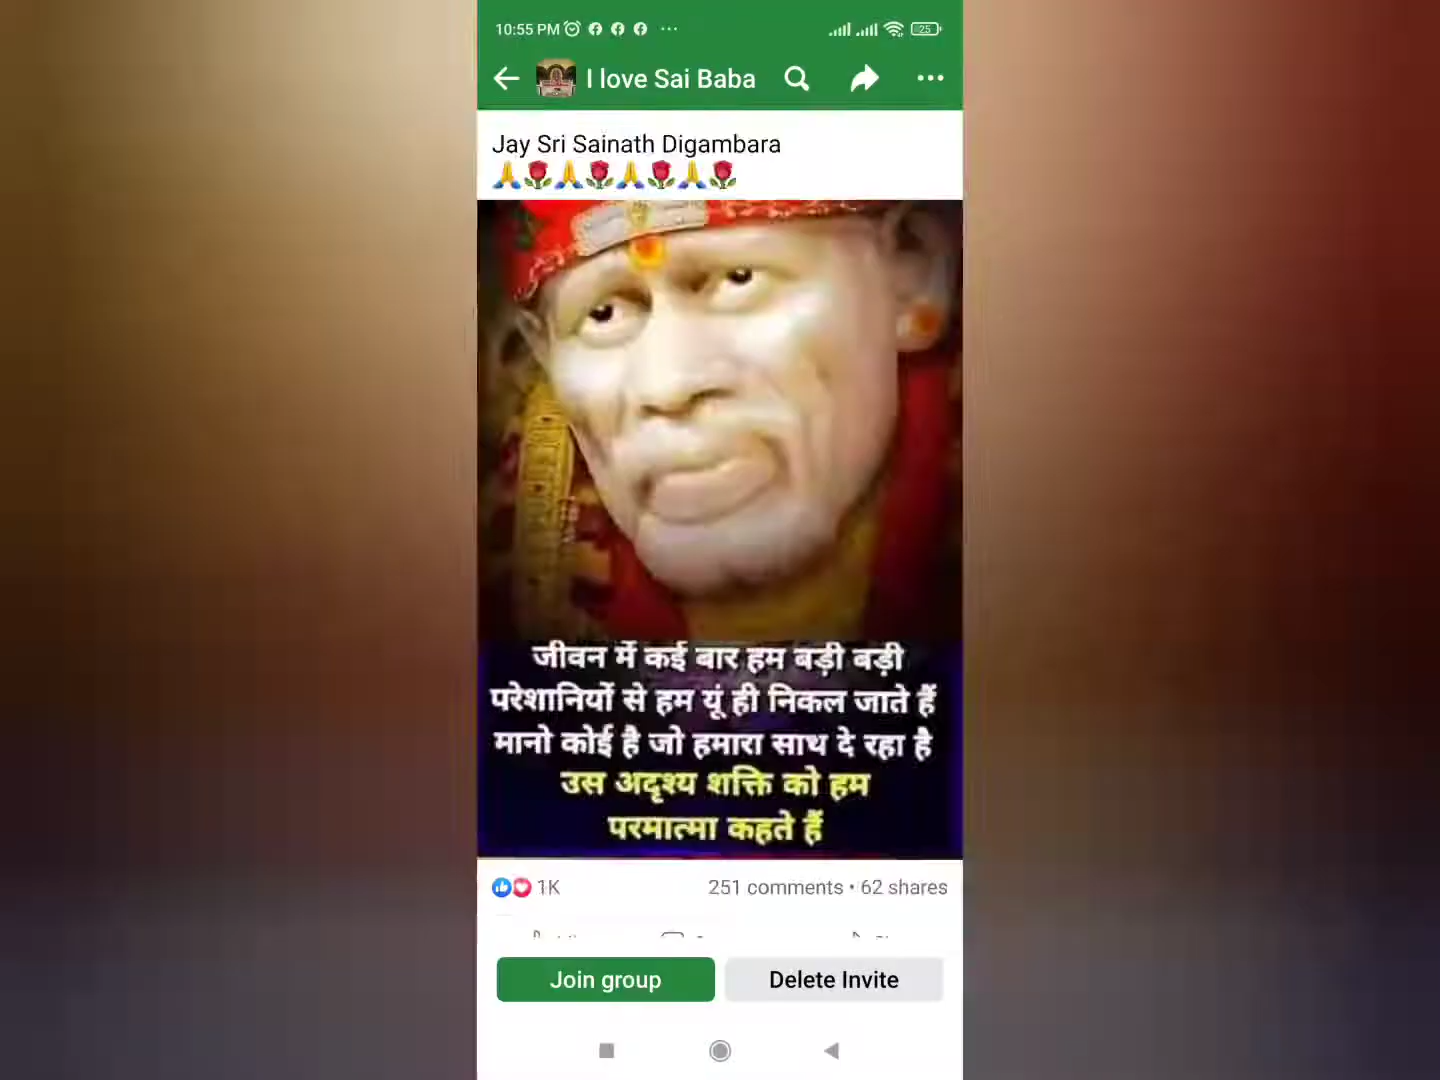 10:55 PM
25
I love Sai Baba
Jay Sri Sainath Digambara
🙏🌹🙏🌹🙏🌹🙏🌹
जीवन में कई बार हम बड़ी बड़ी
परेशानियों से हम यूं ही निकल जाते हैं
मानो कोई है जो हमारा साथ दे रहा है
उस अदृश्य शक्ति को हम
परमात्मा कहते हैं
1K
251 comments • 62 shares
Join group
Delete Invite